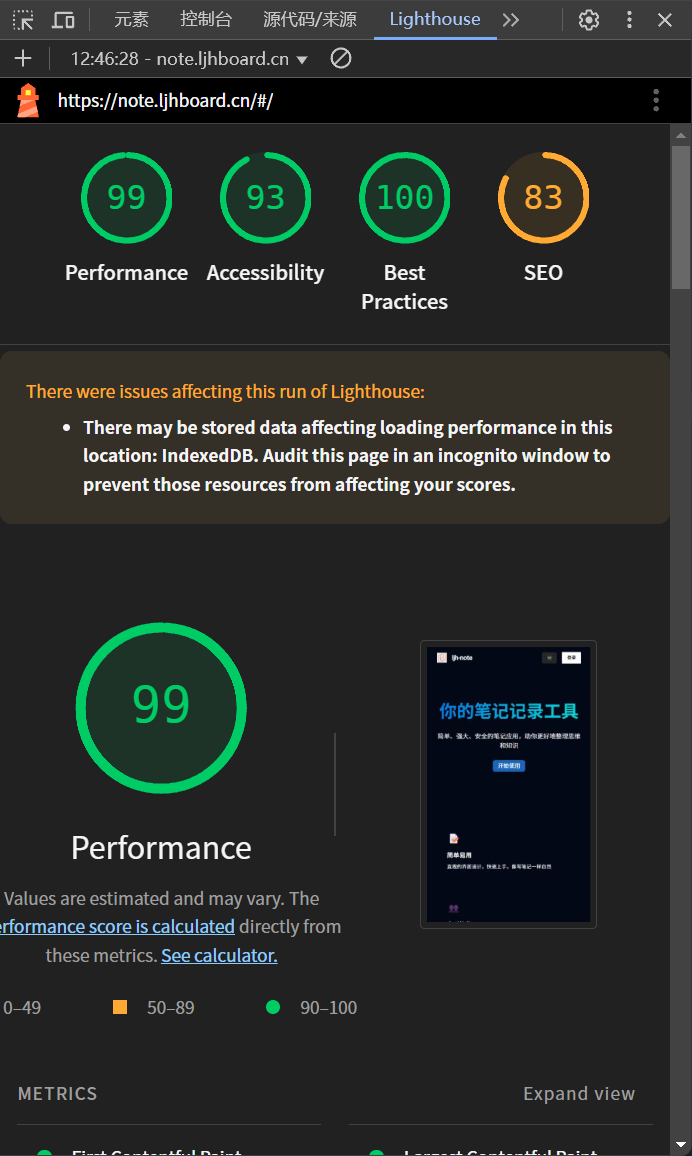 元素 控制台 源代码/来源 Lighthouse
12:46:28 - note.ljhboard.cn
https://note.ljhboard.cn/#/
99 93 100 83
Performance Accessibility Best Practices SEO
There were issues affecting this run of Lighthouse:
There may be stored data affecting loading performance in this
location: IndexedDB. Audit this page in an incognito window to
prevent those resources from affecting your scores.
99
Performance
Values are estimated and may vary. The
erformance score is calculated directly from
these metrics. See calculator.
0–49 50–89 90–100
ljh-note 登录
你的笔记记录工具
简单、强大、安全的笔记应用，助你更好地整理思维
和知识
开始使用
简单易用
直观的界面设计，快速上手，像写笔记一样自然
METRICS Expand view
First Contentful Paint Largest Contentful Paint